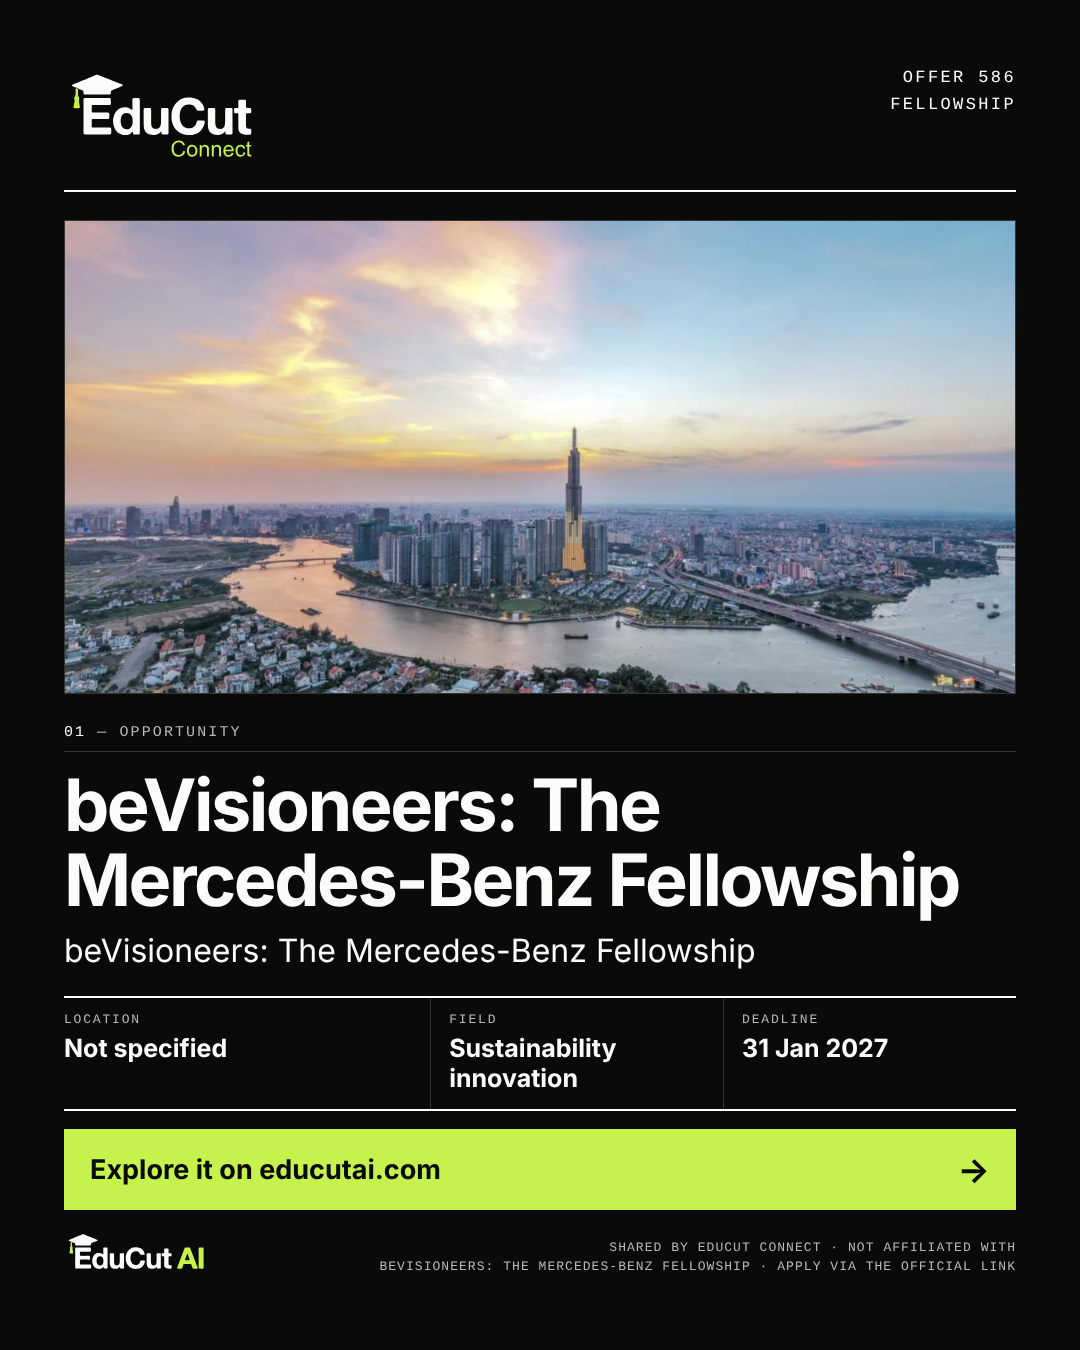 EduCut
Connect
OFFER 586
FELLOWSHIP
01 — OPPORTUNITY
beVisioneers: The
Mercedes-Benz Fellowship
beVisioneers: The Mercedes-Benz Fellowship
LOCATION
Not specified
FIELD
Sustainability
innovation
DEADLINE
31 Jan 2027
Explore it on educutai.com →
EduCut AI
SHARED BY EDUCUT CONNECT · NOT AFFILIATED WITH
BEVISIONEERS: THE MERCEDES-BENZ FELLOWSHIP · APPLY VIA THE OFFICIAL LINK